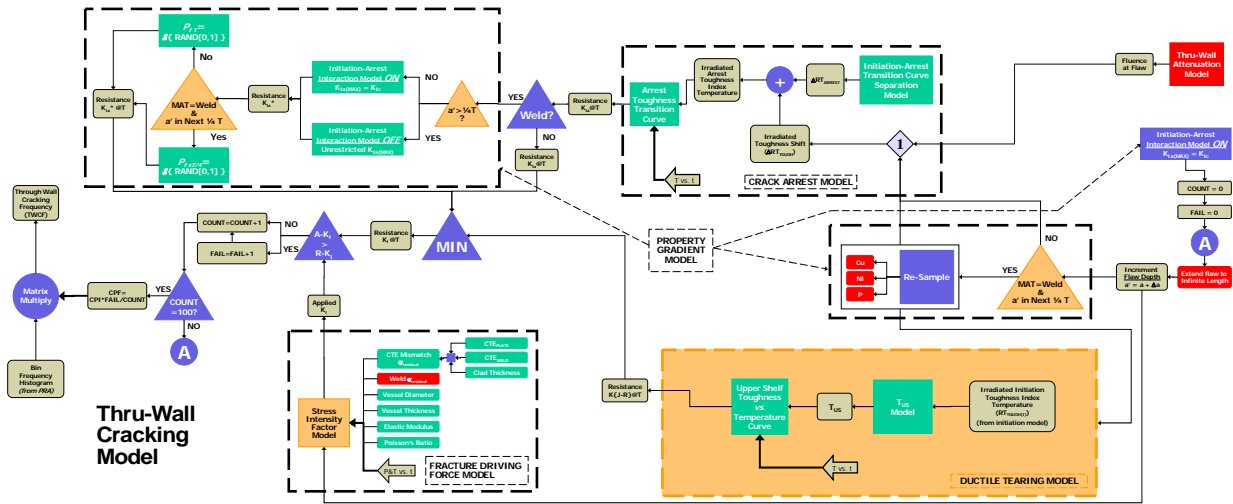 P_f T =
S{ RAND[0,1] }
No
Resistance
K_Ia* @T
MAT=Weld
&
a' in Next ¼ T
Yes
P_f xT/4 =
S{ RAND[0,1] }
Resistance
K_Ia*
Initiation-Arrest
Interaction Model ON
K_Ia(MAX) = K_Ic
Initiation-Arrest
Interaction Model OFF
Unrestricted K_Ia(MAX)
NO
YES
a' > ¼T
?
YES
Weld?
NO
Resistance
K_Ia@T
Resistance
K_Ia@T
Arrest
Toughness
Transition
Curve
Irradiated
Arrest
Toughness
Index
Temperature
+
ΔRT_ARREST
Initiation-Arrest
Transition Curve
Separation
Model
Irradiated
Toughness Shift
(ΔRT_TOUGH)
1
T vs. t
CRACK ARREST MODEL
Fluence
at Flaw
Thru-Wall
Attenuation
Model
Initiation-Arrest
Interaction Model ON
K_Ia(MAX) = K_Ic
COUNT = 0
FAIL = 0
A
Extend flaw to
Infinite Length
Increment
Flaw Depth
a' = a + Δa
MAT=Weld
&
a' in Next ¼ T
NO
YES
Re-Sample
Cu
Ni
P
PROPERTY
GRADIENT
MODEL
Through Wall
Cracking
Frequency
(TWCF)
Matrix
Multiply
Bin
Frequency
Histogram
(from PRA)
CPF=
CPI*FAIL/COUNT
YES
COUNT
=100?
NO
A
COUNT=COUNT+1
FAIL=FAIL+1
NO
YES
A-K_I
>
R-K_I
Resistance
K_I@T
MIN
Applied
K_I
Stress
Intensity
Factor
Model
CTE Mismatch
σ_residual
CTE_PLATE
CTE_WELD
Clad Thickness
Weld σ_residual
Vessel Diameter
Vessel Thickness
Elastic Modulus
Poisson's Ratio
P&T vs. t
FRACTURE DRIVING
FORCE MODEL
Resistance
K(J-R)@T
Upper Shelf
Toughness
vs.
Temperature
Curve
T_US
T_US
Model
Irradiated Initiation
Toughness Index
Temperature
(RT_TOUGH(I))
(from initiation model)
T vs. t
DUCTILE TEARING MODEL
Thru-Wall
Cracking
Model